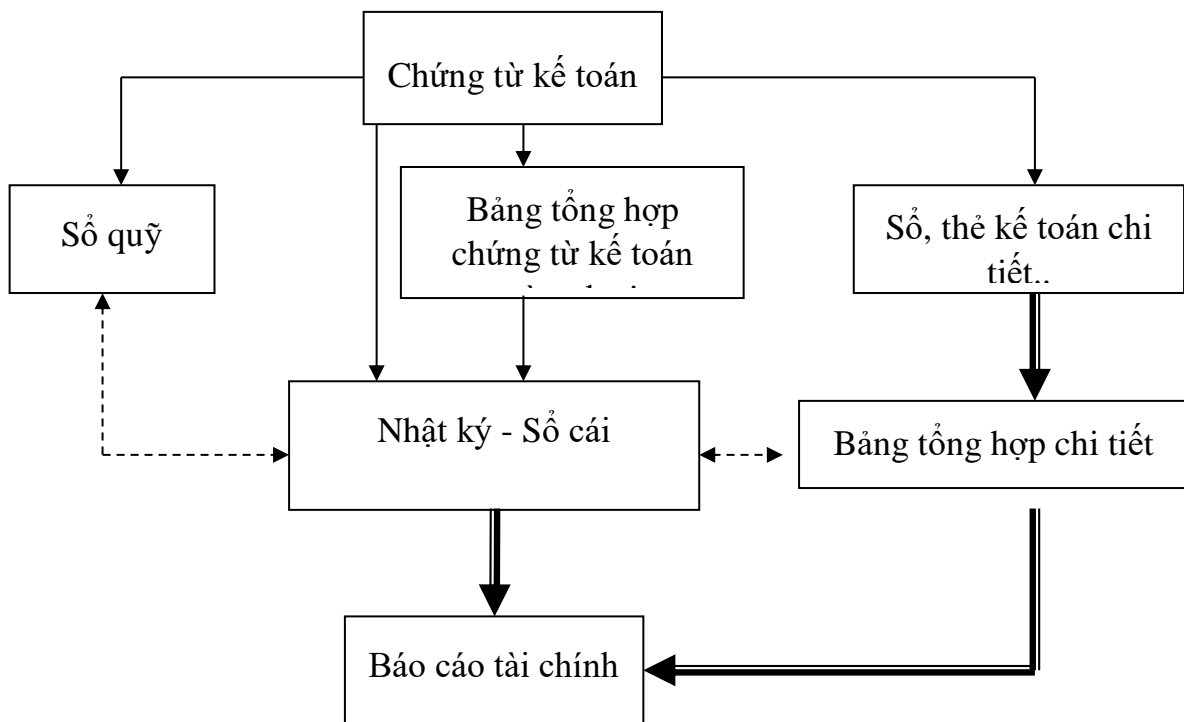 Chứng từ kế toán
Sổ quỹ
Bảng tổng hợp
chứng từ kế toán
Sổ, thẻ kế toán chi
tiết..
Nhật ký - Sổ cái
Bảng tổng hợp chi tiết
Báo cáo tài chính